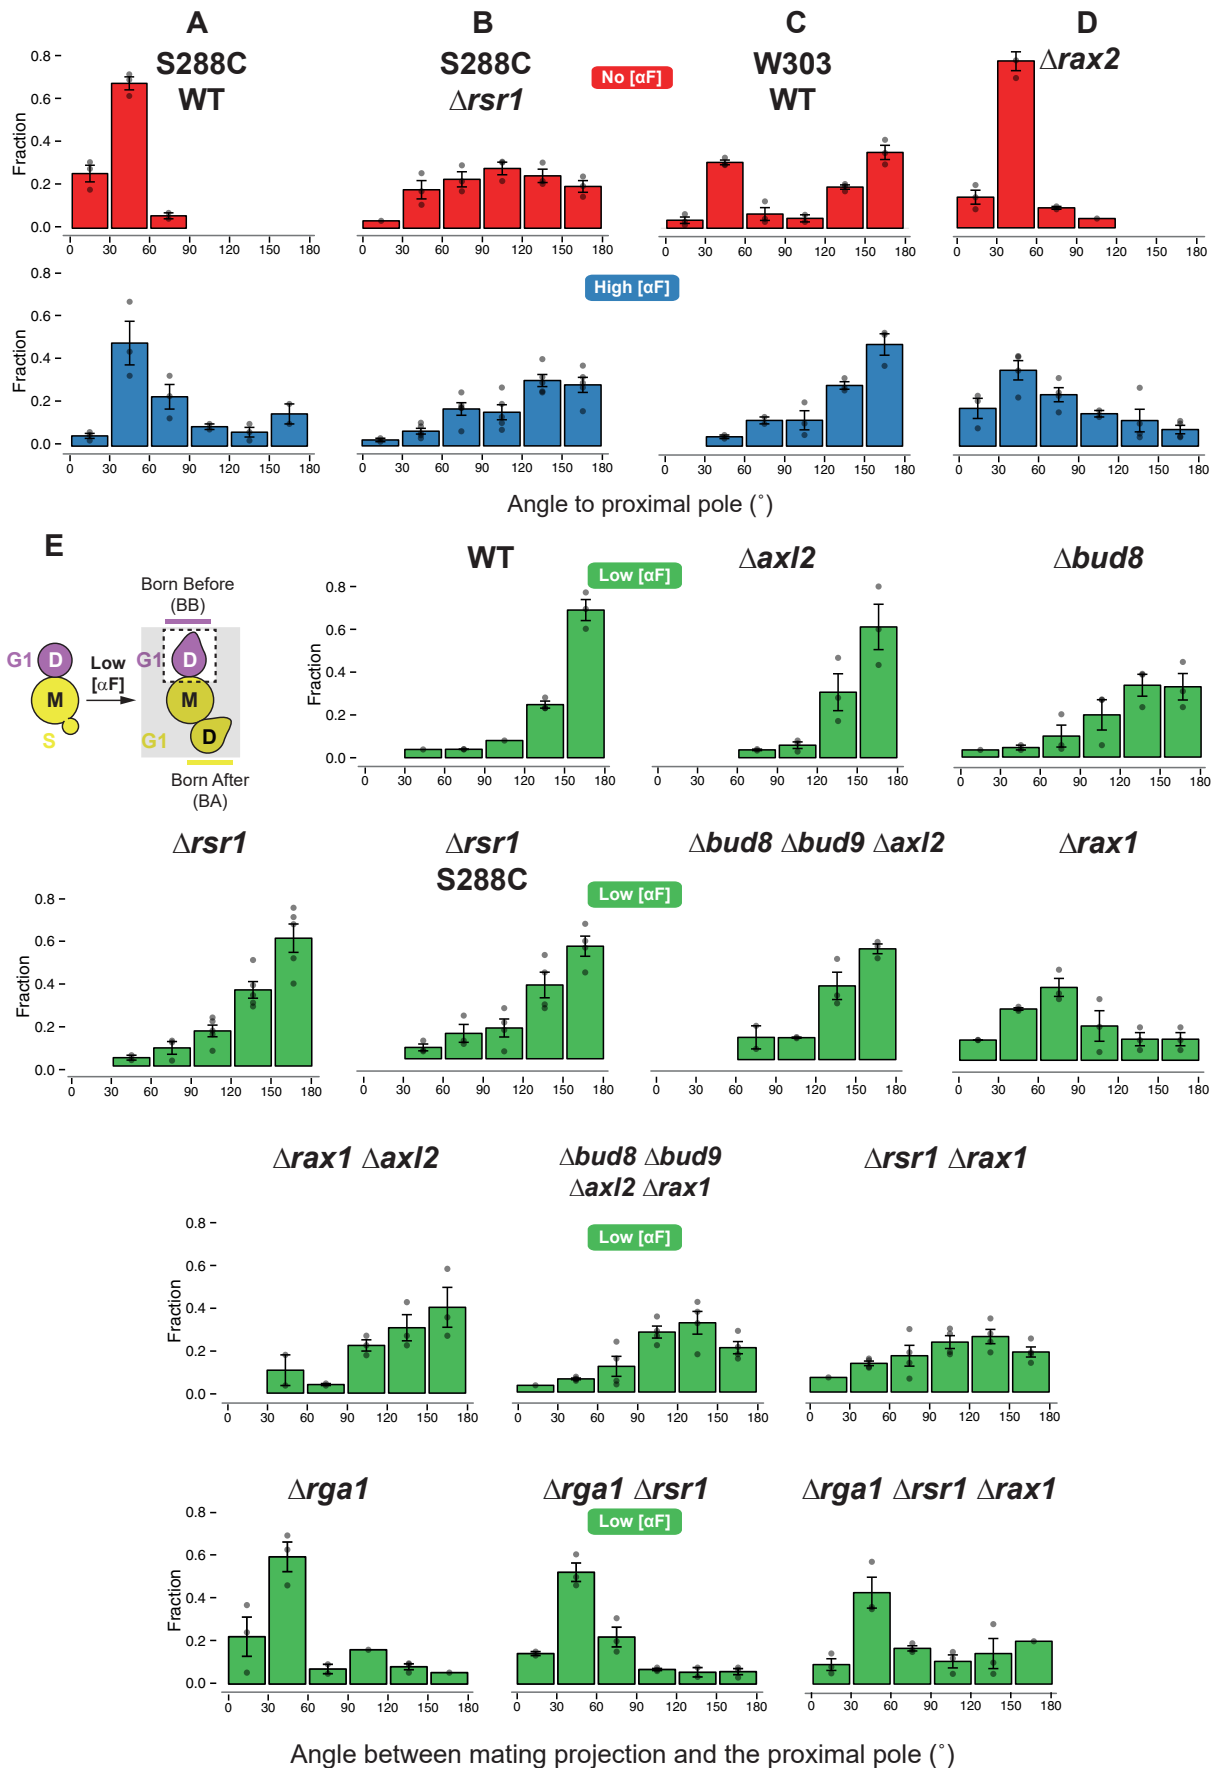 A
B
C
D
S288C
WT
S288C
Δrsr1
No [αF]
W303
WT
Δrax2
Fraction
0.8
0.6
0.4
0.2
0.0
0 30 60 90 120 150 180
0 30 60 90 120 150 180
0 30 60 90 120 150 180
0 30 60 90 120 150 180
High [αF]
Fraction
0.8
0.6
0.4
0.2
0.0
0 30 60 90 120 150 180
0 30 60 90 120 150 180
0 30 60 90 120 150 180
0 30 60 90 120 150 180
Angle to proximal pole (°)
E
Born Before
(BB)
G1 D
M
S
Low
[αF]
G1 D
M
G1 D
Born After
(BA)
WT
Low [αF]
Δaxl2
Δbud8
Fraction
0.8
0.6
0.4
0.2
0.0
0 30 60 90 120 150 180
0 30 60 90 120 150 180
0 30 60 90 120 150 180
Δrsr1
Δrsr1
S288C
Δbud8 Δbud9 Δaxl2
Δrax1
Low [αF]
Fraction
0.8
0.6
0.4
0.2
0.0
0 30 60 90 120 150 180
0 30 60 90 120 150 180
0 30 60 90 120 150 180
0 30 60 90 120 150 180
Δrax1 Δaxl2
Δbud8 Δbud9
Δaxl2 Δrax1
Δrsr1 Δrax1
Low [αF]
Fraction
0.8
0.6
0.4
0.2
0.0
0 30 60 90 120 150 180
0 30 60 90 120 150 180
0 30 60 90 120 150 180
Δrga1
Δrga1 Δrsr1
Δrga1 Δrsr1 Δrax1
Low [αF]
Fraction
0.8
0.6
0.4
0.2
0.0
0 30 60 90 120 150 180
0 30 60 90 120 150 180
0 30 60 90 120 150 180
Angle between mating projection and the proximal pole (°)